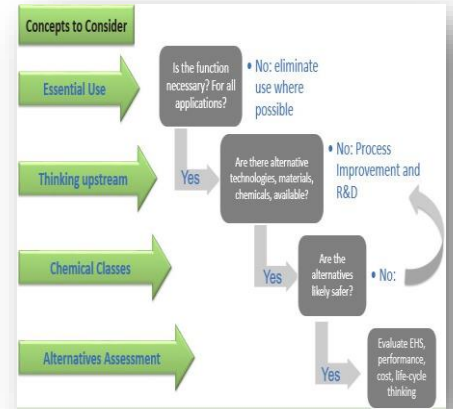 Concepts to Consider
Essential Use
Is the function
necessary? For all
applications?
• No: eliminate
use where
possible
Thinking upstream
Yes
Are there alternative
technologies, materials,
chemicals, available?
• No: Process
Improvement and
R&D
Chemical Classes
Yes
Are the
alternatives
likely safer?
• No:
Alternatives Assessment
Yes
Evaluate EHS,
performance,
cost, life-cycle
thinking